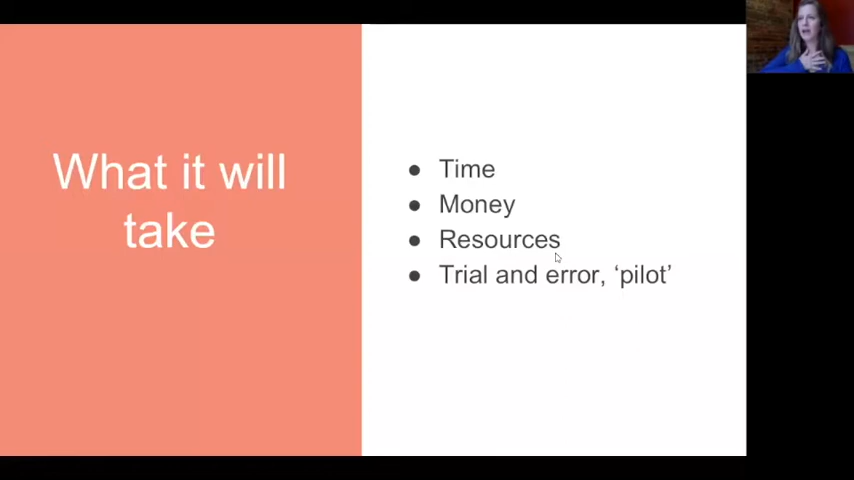 What it will
take
● Time
● Money
● Resources
● Trial and error, ‘pilot’